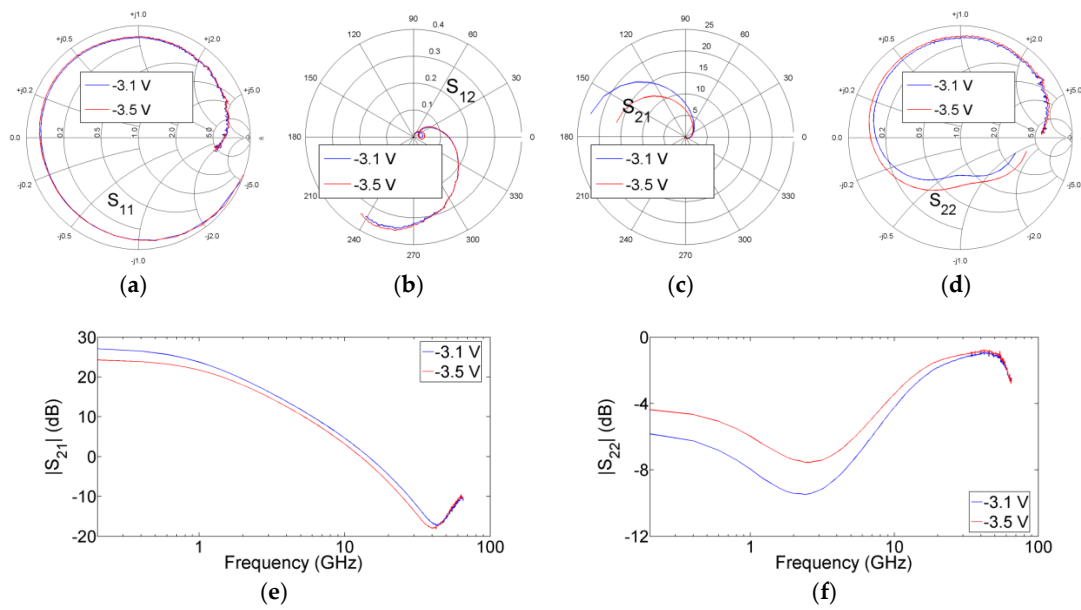 +j1.0
+j0.5
+j2.0
+j0.2
+j5.0
0.0
0.2
0.5
1.0
2.0
5.0
∞
-j0.2
-j5.0
-j0.5
-j2.0
-j1.0
-3.1 V
-3.5 V
S11
(a)
90
0.4
120
60
0.3
0.2
150
30
0.1
180
0
210
330
240
300
270
S12
-3.1 V
-3.5 V
(b)
90
25
120
60
20
15
150
30
10
5
180
0
210
330
240
300
270
S21
-3.1 V
-3.5 V
(c)
+j1.0
+j0.5
+j2.0
+j0.2
+j5.0
0.0
0.2
0.5
1.0
2.0
5.0
∞
-j0.2
-j5.0
-j0.5
-j2.0
-j1.0
-3.1 V
-3.5 V
S22
(d)
30
20
10
0
-10
-20
|S21| (dB)
1
10
100
Frequency (GHz)
-3.1 V
-3.5 V
(e)
0
-4
-8
-12
|S22| (dB)
1
10
100
Frequency (GHz)
-3.1 V
-3.5 V
(f)